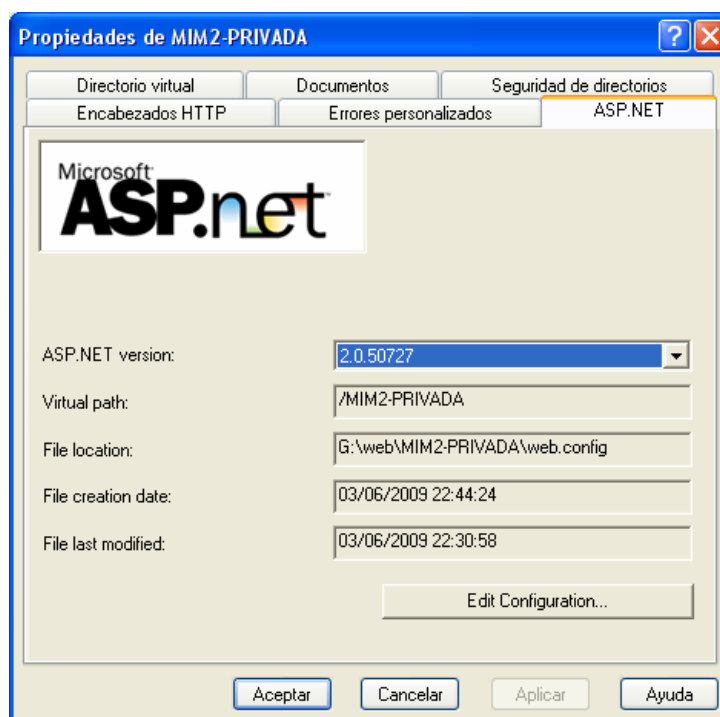 Propiedades de MIM2-PRIVADA
Directorio virtual Documentos Seguridad de directorios
Encabezados HTTP Errores personalizados ASP.NET
Microsoft
ASP.net
ASP.NET version: 2.0.50727
Virtual path: /MIM2-PRIVADA
File location: G:\web\MIM2-PRIVADA\web.config
File creation date: 03/06/2009 22:44:24
File last modified: 03/06/2009 22:30:58
Edit Configuration...
Aceptar Cancelar Aplicar Ayuda